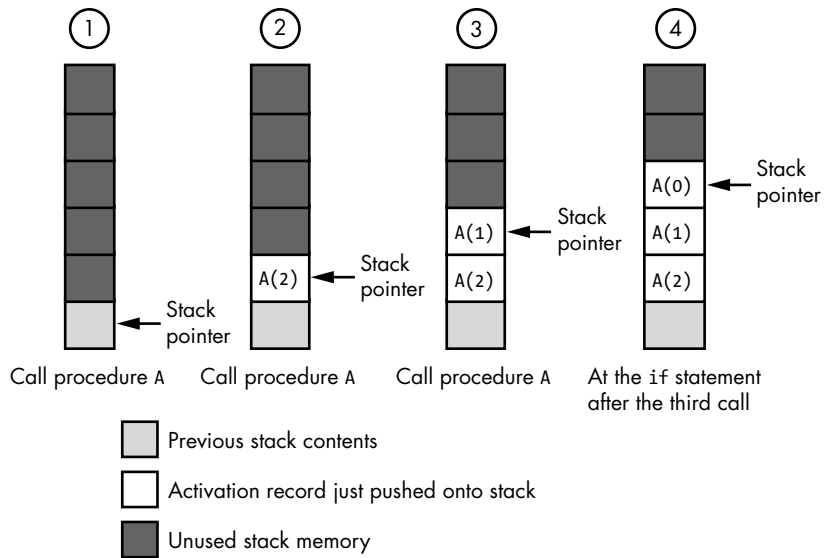 1
2
3
4
A(0)
Stack
pointer
A(1)
Stack
pointer
A(1)
A(2)
Stack
pointer
A(2)
A(2)
Stack
pointer
Call procedure A
Call procedure A
Call procedure A
At the if statement
after the third call
Previous stack contents
Activation record just pushed onto stack
Unused stack memory